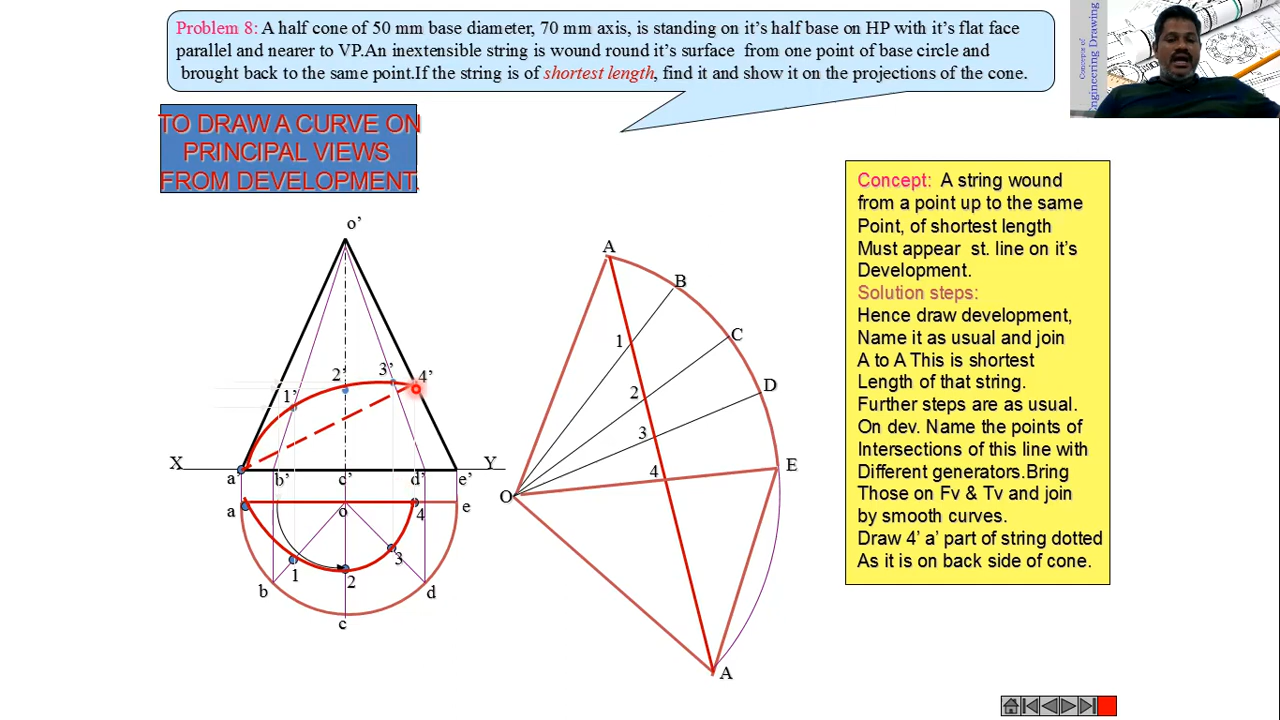 Problem 8: A half cone of 50 mm base diameter, 70 mm axis, is standing on it's half base on HP with it's flat face
parallel and nearer to VP.An inextensible string is wound round it's surface from one point of base circle and
brought back to the same point.If the string is of shortest length, find it and show it on the projections of the cone.
Concepts of
Engineering Drawing
TO DRAW A CURVE ON
PRINCIPAL VIEWS
FROM DEVELOPMENT.
Concept: A string wound
from a point up to the same
Point, of shortest length
Must appear st. line on it's
Development.
Solution steps:
Hence draw development,
Name it as usual and join
A to A This is shortest
Length of that string.
Further steps are as usual.
On dev. Name the points of
Intersections of this line with
Different generators.Bring
Those on Fv & Tv and join
by smooth curves.
Draw 4' a' part of string dotted
As it is on back side of cone.
o'
1' 2' 3' 4'
X Y
a' b' c' d' e'
a o 4 e
1 2 3
b d
c
A
B
C
D
E
1
2
3
4
O
A